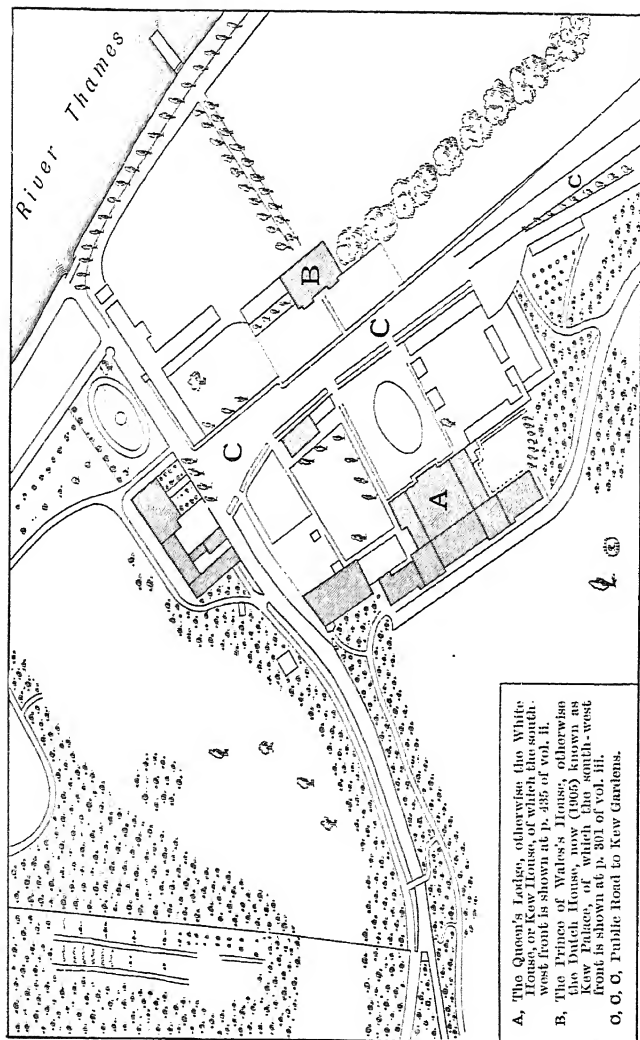 River Thames
B
C
C
C
A
A, The Queen's Lodge, otherwise the White
House, or Kew House, of which the south-
west front is shown at p. 435 of vol. ii.
B, The Prince of Wales's House, otherwise
the Dutch House, now (1905) known as
Kew Palace, of which the south-west
front is shown at p. 301 of vol. iii.
C, C, C, Public Road to Kew Gardens.